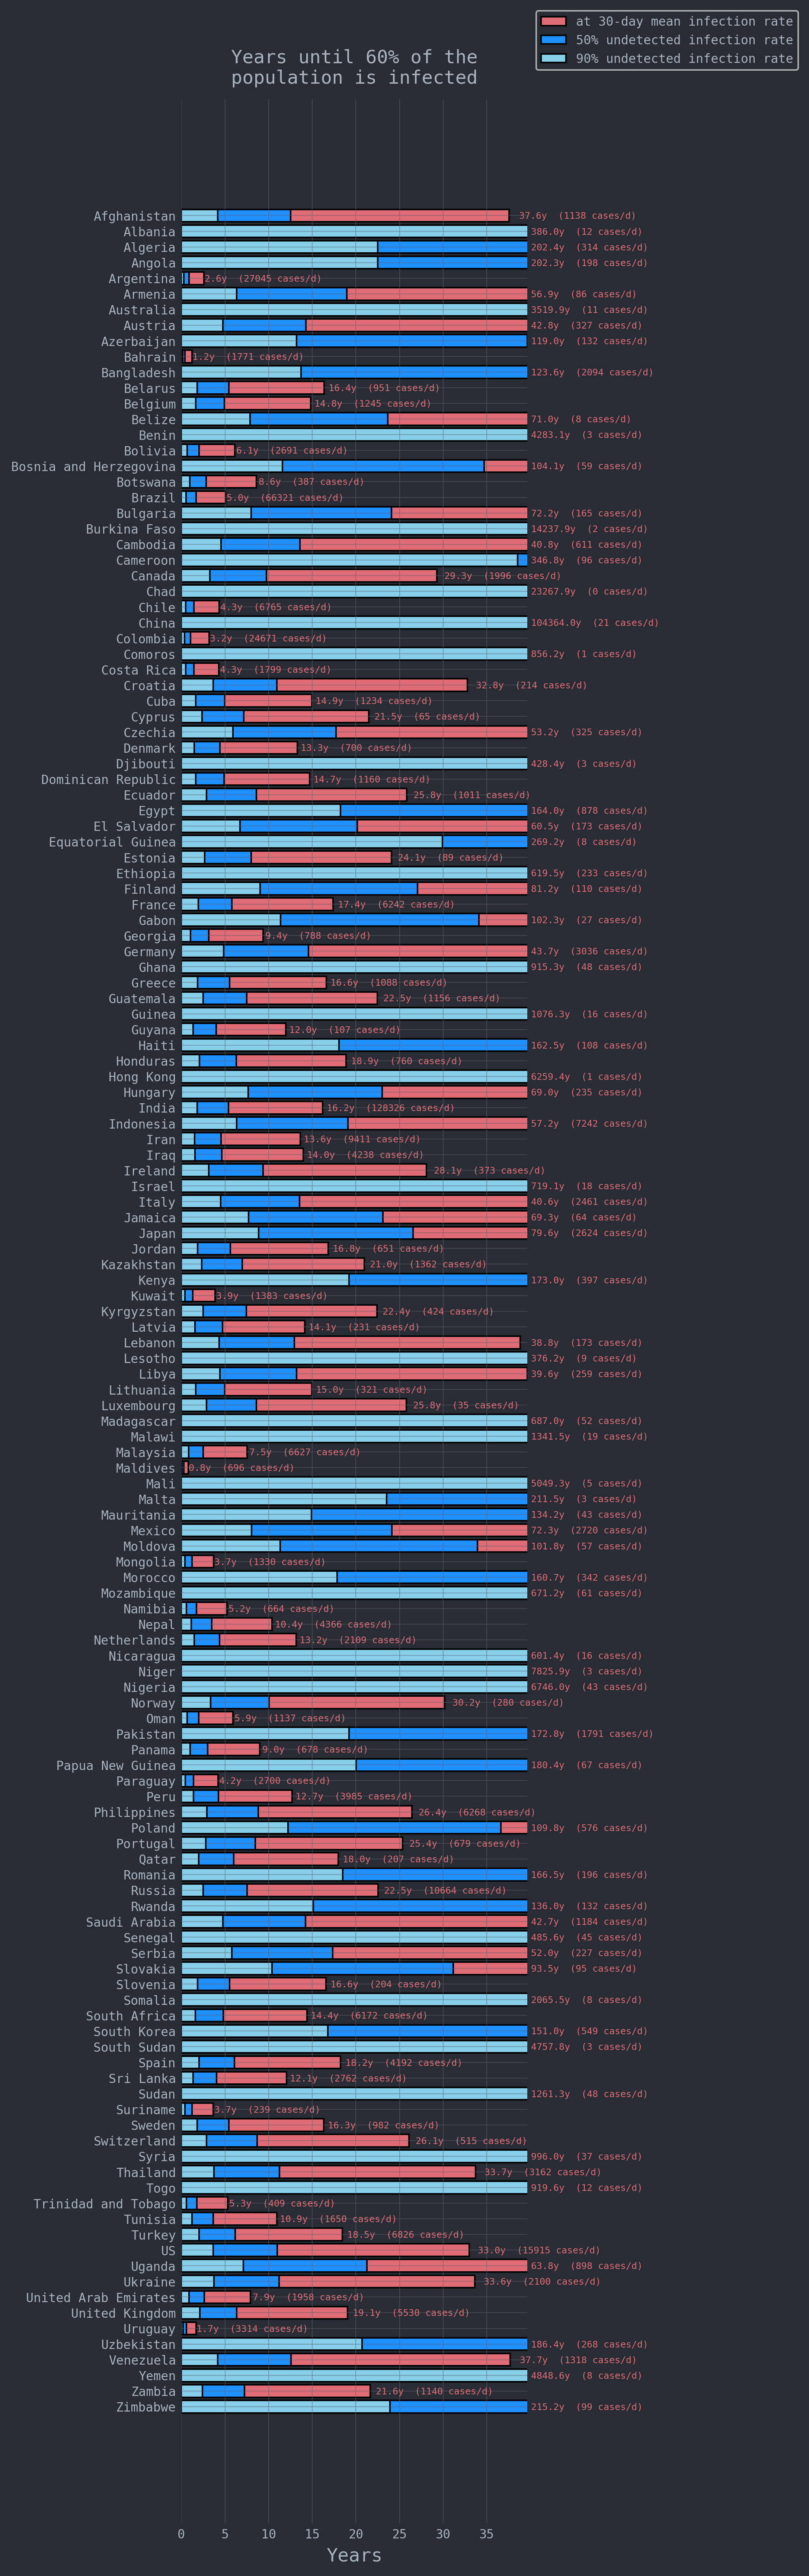 at 30-day mean infection rate
50% undetected infection rate
90% undetected infection rate
Years until 60% of the
population is infected
Afghanistan 37.6y (1138 cases/d)
Albania 386.0y (12 cases/d)
Algeria 202.4y (314 cases/d)
Angola 202.3y (198 cases/d)
Argentina 2.6y (27045 cases/d)
Armenia 56.9y (86 cases/d)
Australia 3519.9y (11 cases/d)
Austria 42.8y (327 cases/d)
Azerbaijan 119.0y (132 cases/d)
Bahrain 1.2y (1771 cases/d)
Bangladesh 123.6y (2094 cases/d)
Belarus 16.4y (951 cases/d)
Belgium 14.8y (1245 cases/d)
Belize 71.0y (8 cases/d)
Benin 4283.1y (3 cases/d)
Bolivia 6.1y (2691 cases/d)
Bosnia and Herzegovina 104.1y (59 cases/d)
Botswana 8.6y (387 cases/d)
Brazil 5.0y (66321 cases/d)
Bulgaria 72.2y (165 cases/d)
Burkina Faso 14237.9y (2 cases/d)
Cambodia 40.8y (611 cases/d)
Cameroon 346.8y (96 cases/d)
Canada 29.3y (1996 cases/d)
Chad 23267.9y (0 cases/d)
Chile 4.3y (6765 cases/d)
China 104364.0y (21 cases/d)
Colombia 3.2y (24671 cases/d)
Comoros 856.2y (1 cases/d)
Costa Rica 4.3y (1799 cases/d)
Croatia 32.8y (214 cases/d)
Cuba 14.9y (1234 cases/d)
Cyprus 21.5y (65 cases/d)
Czechia 53.2y (325 cases/d)
Denmark 13.3y (700 cases/d)
Djibouti 428.4y (3 cases/d)
Dominican Republic 14.7y (1160 cases/d)
Ecuador 25.8y (1011 cases/d)
Egypt 164.0y (878 cases/d)
El Salvador 60.5y (173 cases/d)
Equatorial Guinea 269.2y (8 cases/d)
Estonia 24.1y (89 cases/d)
Ethiopia 619.5y (233 cases/d)
Finland 81.2y (110 cases/d)
France 17.4y (6242 cases/d)
Gabon 102.3y (27 cases/d)
Georgia 9.4y (788 cases/d)
Germany 43.7y (3036 cases/d)
Ghana 915.3y (48 cases/d)
Greece 16.6y (1088 cases/d)
Guatemala 22.5y (1156 cases/d)
Guinea 1076.3y (16 cases/d)
Guyana 12.0y (107 cases/d)
Haiti 162.5y (108 cases/d)
Honduras 18.9y (760 cases/d)
Hong Kong 6259.4y (1 cases/d)
Hungary 69.0y (235 cases/d)
India 16.2y (128326 cases/d)
Indonesia 57.2y (7242 cases/d)
Iran 13.6y (9411 cases/d)
Iraq 14.0y (4238 cases/d)
Ireland 28.1y (373 cases/d)
Israel 719.1y (18 cases/d)
Italy 40.6y (2461 cases/d)
Jamaica 69.3y (64 cases/d)
Japan 79.6y (2624 cases/d)
Jordan 16.8y (651 cases/d)
Kazakhstan 21.0y (1362 cases/d)
Kenya 173.0y (397 cases/d)
Kuwait 3.9y (1383 cases/d)
Kyrgyzstan 22.4y (424 cases/d)
Latvia 14.1y (231 cases/d)
Lebanon 38.8y (173 cases/d)
Lesotho 376.2y (9 cases/d)
Libya 39.6y (259 cases/d)
Lithuania 15.0y (321 cases/d)
Luxembourg 25.8y (35 cases/d)
Madagascar 687.0y (52 cases/d)
Malawi 1341.5y (19 cases/d)
Malaysia 7.5y (6627 cases/d)
Maldives 0.8y (696 cases/d)
Mali 5049.3y (5 cases/d)
Malta 211.5y (3 cases/d)
Mauritania 134.2y (43 cases/d)
Mexico 72.3y (2720 cases/d)
Moldova 101.8y (57 cases/d)
Mongolia 3.7y (1330 cases/d)
Morocco 160.7y (342 cases/d)
Mozambique 671.2y (61 cases/d)
Namibia 5.2y (664 cases/d)
Nepal 10.4y (4366 cases/d)
Netherlands 13.2y (2109 cases/d)
Nicaragua 601.4y (16 cases/d)
Niger 7825.9y (3 cases/d)
Nigeria 6746.0y (43 cases/d)
Norway 30.2y (280 cases/d)
Oman 5.9y (1137 cases/d)
Pakistan 172.8y (1791 cases/d)
Panama 9.0y (678 cases/d)
Papua New Guinea 180.4y (67 cases/d)
Paraguay 4.2y (2700 cases/d)
Peru 12.7y (3985 cases/d)
Philippines 26.4y (6268 cases/d)
Poland 109.8y (576 cases/d)
Portugal 25.4y (679 cases/d)
Qatar 18.0y (207 cases/d)
Romania 166.5y (196 cases/d)
Russia 22.5y (10664 cases/d)
Rwanda 136.0y (132 cases/d)
Saudi Arabia 42.7y (1184 cases/d)
Senegal 485.6y (45 cases/d)
Serbia 52.0y (227 cases/d)
Slovakia 93.5y (95 cases/d)
Slovenia 16.6y (204 cases/d)
Somalia 2065.5y (8 cases/d)
South Africa 14.4y (6172 cases/d)
South Korea 151.0y (549 cases/d)
South Sudan 4757.8y (3 cases/d)
Spain 18.2y (4192 cases/d)
Sri Lanka 12.1y (2762 cases/d)
Sudan 1261.3y (48 cases/d)
Suriname 3.7y (239 cases/d)
Sweden 16.3y (982 cases/d)
Switzerland 26.1y (515 cases/d)
Syria 996.0y (37 cases/d)
Thailand 33.7y (3162 cases/d)
Togo 919.6y (12 cases/d)
Trinidad and Tobago 5.3y (409 cases/d)
Tunisia 10.9y (1650 cases/d)
Turkey 18.5y (6826 cases/d)
US 33.0y (15915 cases/d)
Uganda 63.8y (898 cases/d)
Ukraine 33.6y (2100 cases/d)
United Arab Emirates 7.9y (1958 cases/d)
United Kingdom 19.1y (5530 cases/d)
Uruguay 1.7y (3314 cases/d)
Uzbekistan 186.4y (268 cases/d)
Venezuela 37.7y (1318 cases/d)
Yemen 4848.6y (8 cases/d)
Zambia 21.6y (1140 cases/d)
Zimbabwe 215.2y (99 cases/d)
0 5 10 15 20 25 30 35
Years